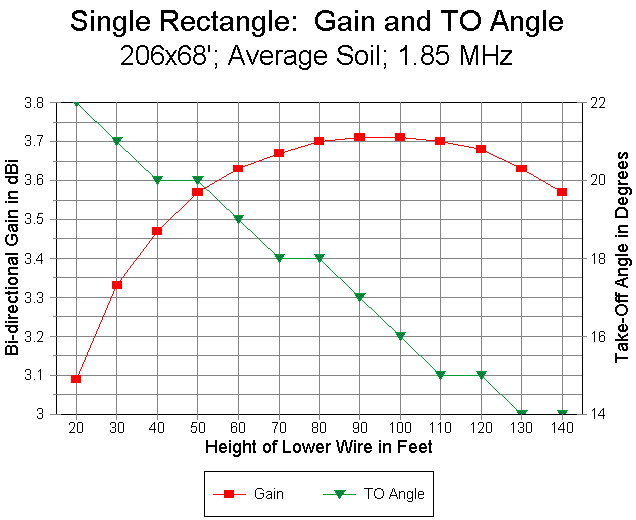 Single Rectangle: Gain and TO Angle
206x68'; Average Soil; 1.85 MHz
3.8
3.7
3.6
3.5
3.4
3.3
3.2
3.1
3
Bi-directional Gain in dBi
22
20
18
16
14
Take-Off Angle in Degrees
20 30 40 50 60 70 80 90 100 110 120 130 140
Height of Lower Wire in Feet
Gain TO Angle